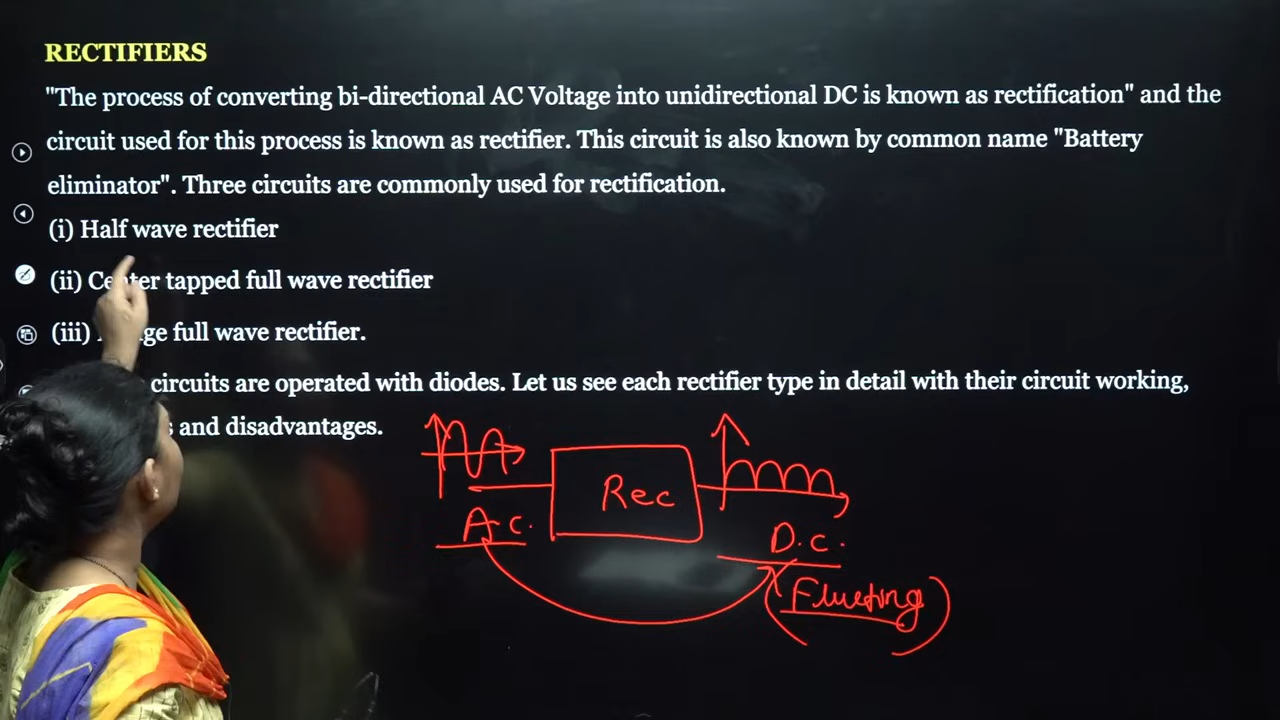 RECTIFIERS
"The process of converting bi-directional AC Voltage into unidirectional DC is known as rectification" and the
circuit used for this process is known as rectifier. This circuit is also known by common name "Battery
eliminator". Three circuits are commonly used for rectification.
(i) Half wave rectifier
(ii) Center tapped full wave rectifier
(iii) full wave rectifier.
circuits are operated with diodes. Let us see each rectifier type in detail with their circuit working,
and disadvantages.
Rec
A.c.
D.c.